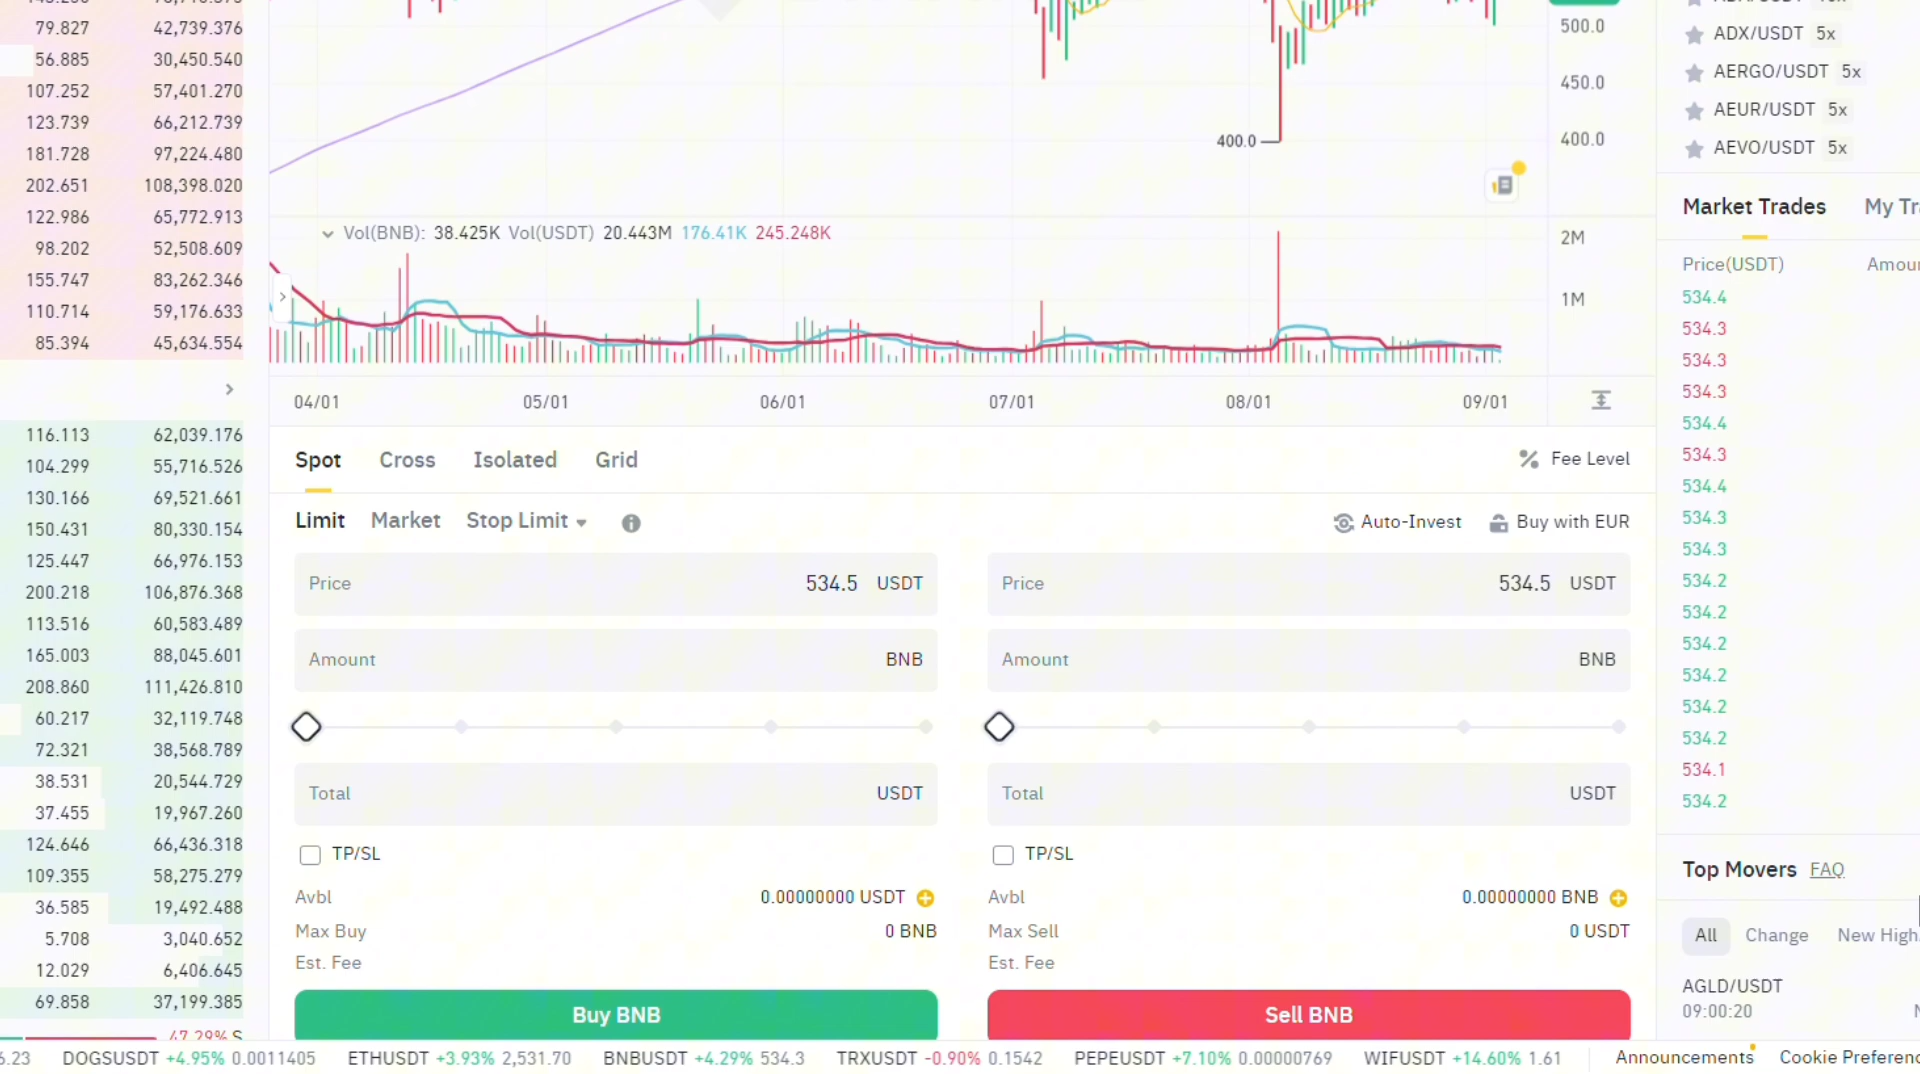 79.827 42,739.376
56.885 30,450.540
107.252 57,401.270
123.739 66,212.739
181.728 97,224.480
202.651 108,398.020
122.986 65,772.913
98.202 52,508.609
155.747 83,262.346
110.714 59,176.633
85.394 45,634.554
116.113 62,039.176
104.299 55,716.526
130.166 69,521.661
150.431 80,330.154
125.447 66,976.153
200.218 106,876.368
113.516 60,583.489
165.003 88,045.601
208.860 111,426.810
60.217 32,119.748
72.321 38,568.789
38.531 20,544.729
37.455 19,967.260
124.646 66,436.318
109.355 58,275.279
36.585 19,492.488
5.708 3,040.652
12.029 6,406.645
69.858 37,199.385
47.29% S
500.0
450.0
400.0
400.0
Vol(BNB): 38.425K Vol(USDT) 20.443M 176.41K 245.248K
2M
1M
04/01 05/01 06/01 07/01 08/01 09/01
Spot Cross Isolated Grid
Fee Level
Limit Market Stop Limit
Auto-Invest Buy with EUR
Price 534.5 USDT
Amount BNB
Total USDT
TP/SL
Avbl 0.00000000 USDT
Max Buy 0 BNB
Est. Fee
Buy BNB
Price 534.5 USDT
Amount BNB
Total USDT
TP/SL
Avbl 0.00000000 BNB
Max Sell 0 USDT
Est. Fee
Sell BNB
ADX/USDT 5x
AERGO/USDT 5x
AEUR/USDT 5x
AEVO/USDT 5x
Market Trades My Tr
Price(USDT) Amou
534.4
534.3
534.3
534.3
534.4
534.3
534.4
534.3
534.3
534.2
534.2
534.2
534.2
534.2
534.2
534.1
534.2
Top Movers FAQ
All Change New High
AGLD/USDT
09:00:20
6.23 DOGSUSDT +4.95% 0.0011405 ETHUSDT +3.93% 2,531.70 BNBUSDT +4.29% 534.3 TRXUSDT -0.90% 0.1542 PEPEUSDT +7.10% 0.00000769 WIFUSDT +14.60% 1.61 Announcements Cookie Preferenc